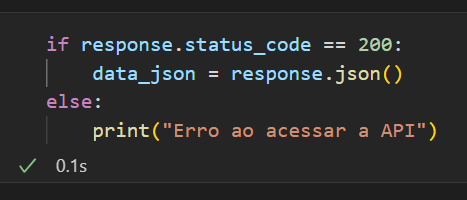 if response.status_code == 200:
    data_json = response.json()
else:
    print("Erro ao acessar a API")
0.1s